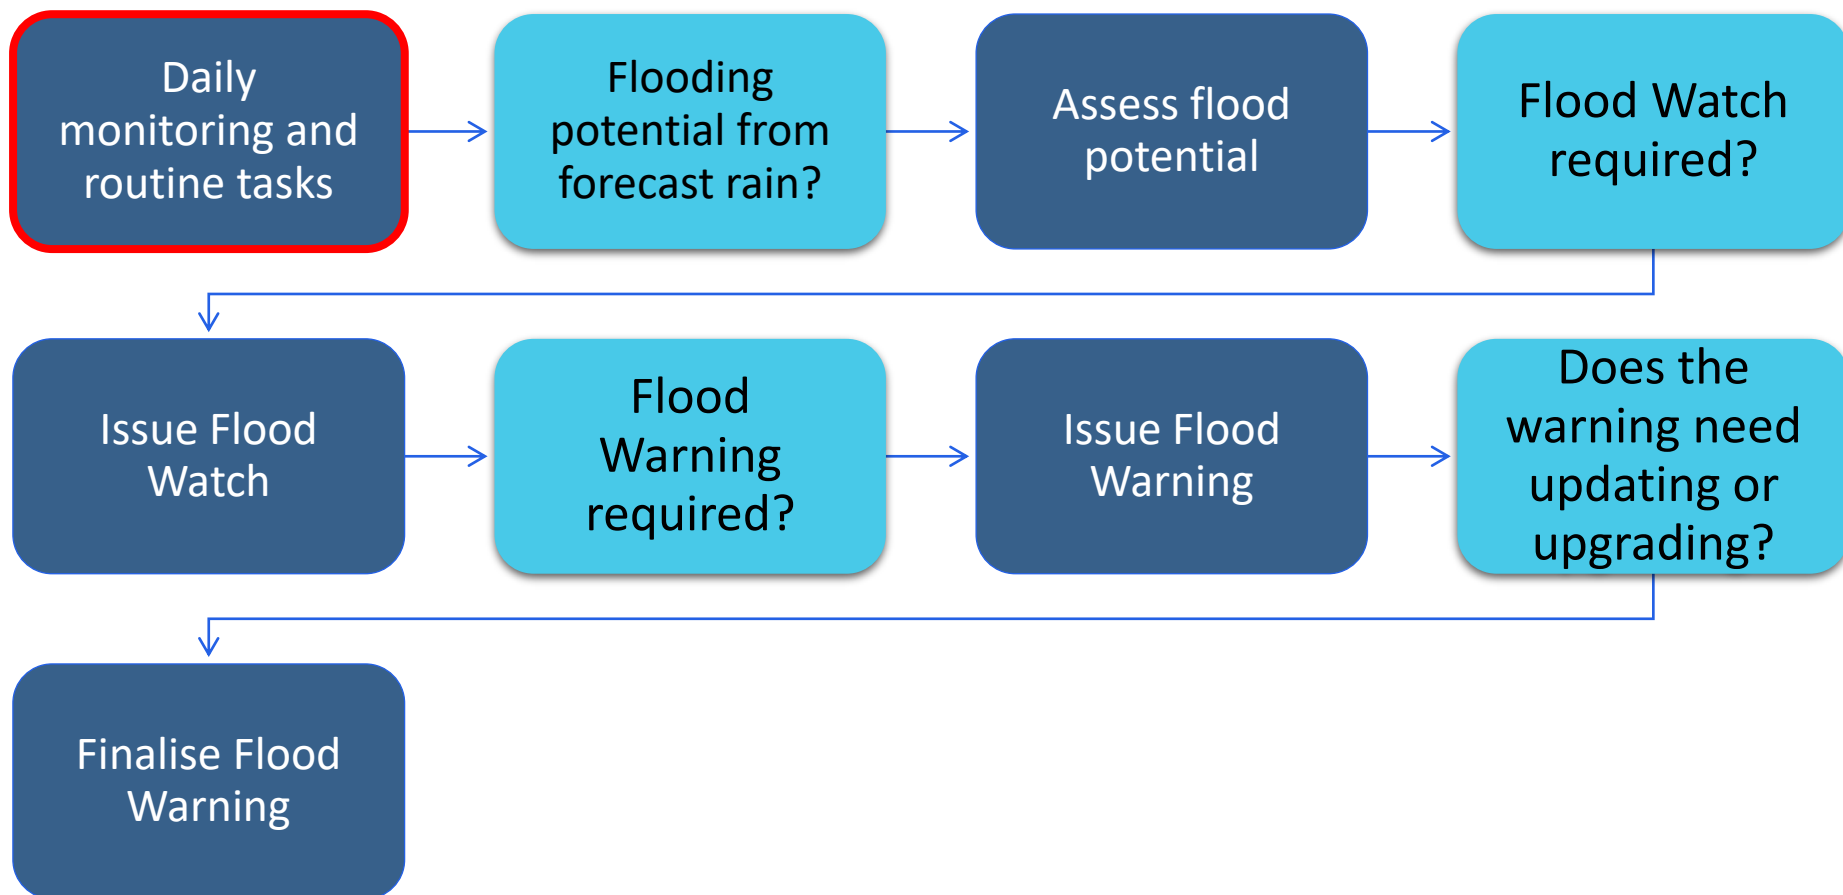 Daily
monitoring and
routine tasks
Flooding
potential from
forecast rain?
Assess flood
potential
Flood Watch
required?
Issue Flood
Watch
Flood
Warning
required?
Issue Flood
Warning
Does the
warning need
updating or
upgrading?
Finalise Flood
Warning